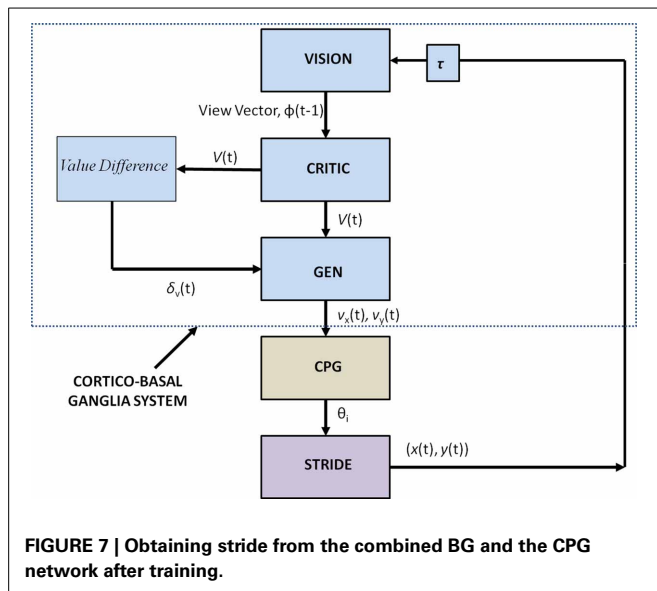 VISION
τ
View Vector, ϕ(t-1)
Value Difference
V(t)
CRITIC
V(t)
GEN
δᵥ(t)
vₓ(t), vᵧ(t)
CPG
CORTICO-BASAL
GANGLIA SYSTEM
θᵢ
STRIDE
(x(t), y(t))
FIGURE 7 | Obtaining stride from the combined BG and the CPG
network after training.